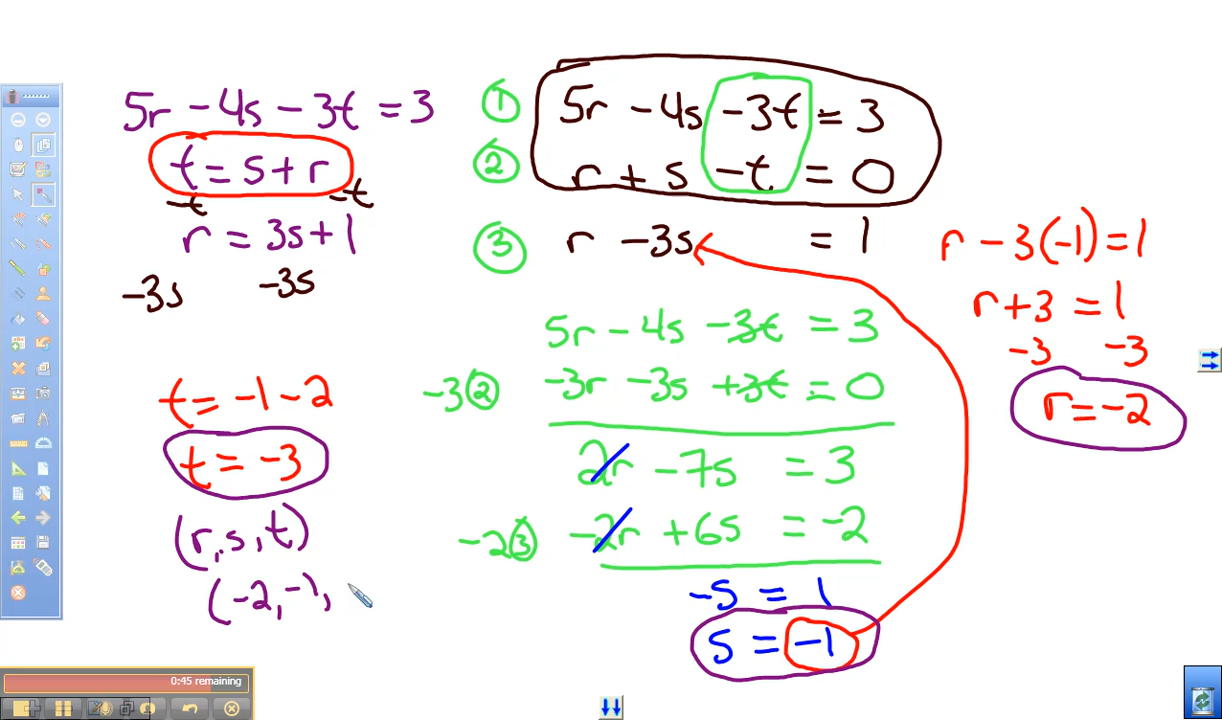 5r - 4s - 3t = 3
t = s + r
-t -t
r = 3s + 1
-3s -3s
t = -1 - 2
t = -3
(r, s, t)
(-2, -1,
① 5r - 4s - 3t = 3
② r + s - t = 0
③ r - 3s = 1
5r - 4s - 3t = 3
-3② -3r - 3s + 3t = 0
2r - 7s = 3
-2③ -2r + 6s = -2
-s = 1
s = -1
r - 3(-1) = 1
r + 3 = 1
-3 -3
r = -2
0:45 remaining